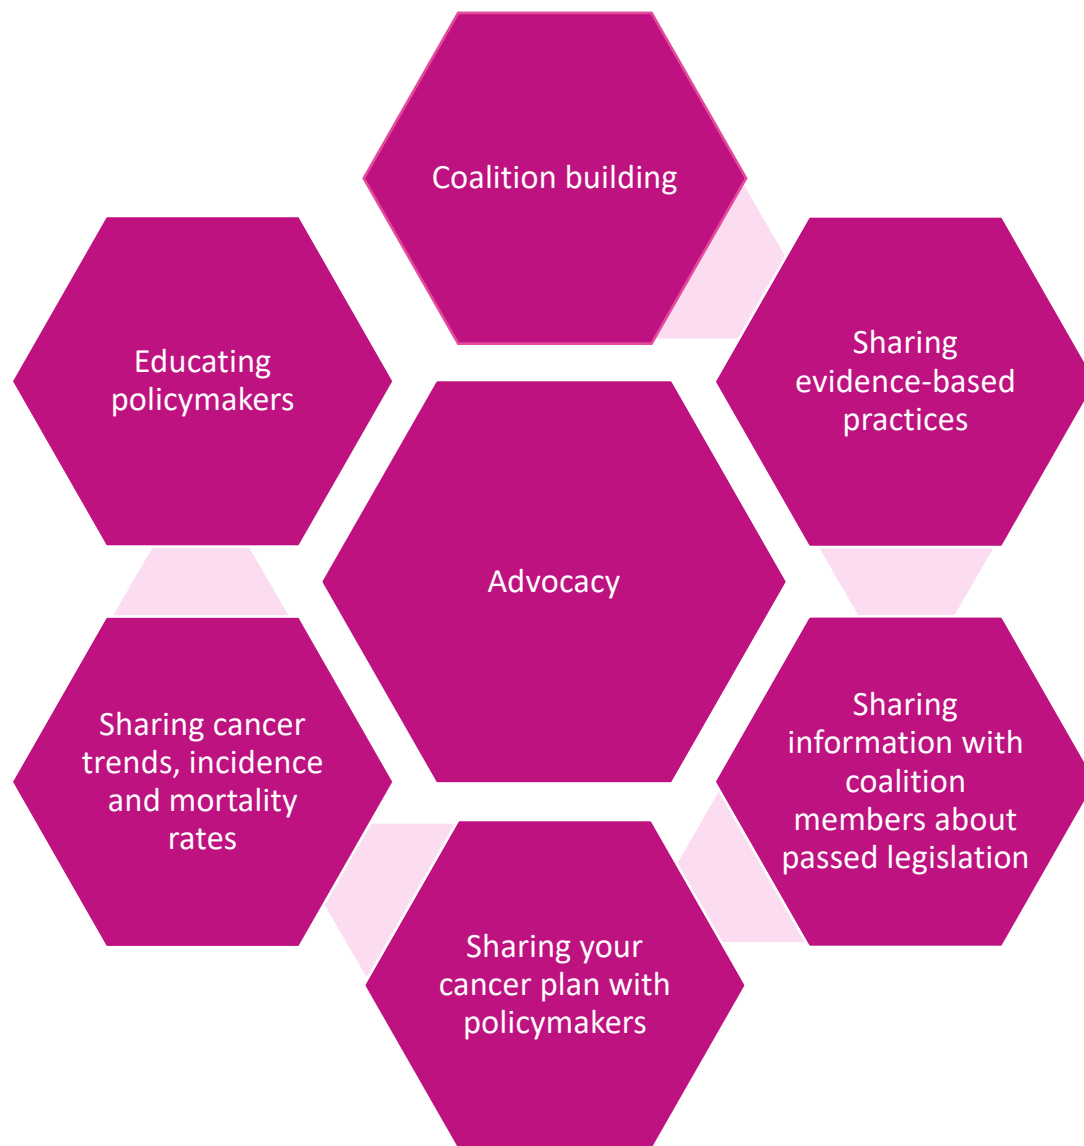 Coalition building
Sharing
evidence-based
practices
Sharing
information with
coalition
members about
passed legislation
Sharing your
cancer plan with
policymakers
Sharing cancer
trends, incidence
and mortality
rates
Educating
policymakers
Advocacy